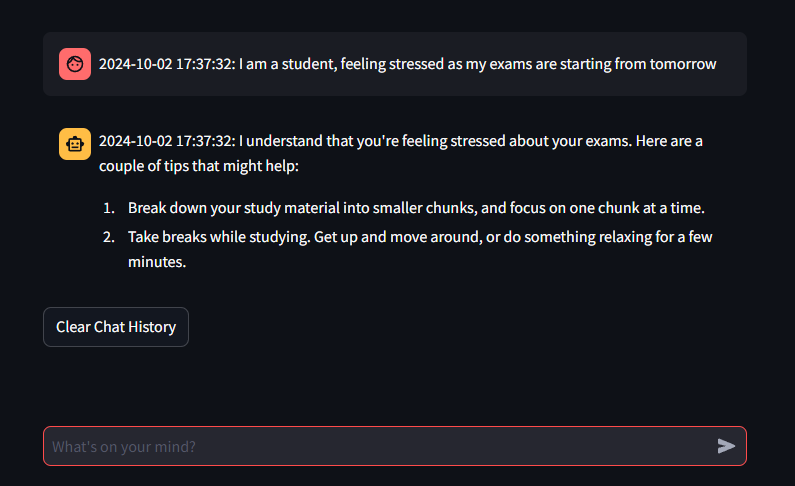 2024-10-02 17:37:32: I am a student, feeling stressed as my exams are starting from tomorrow
2024-10-02 17:37:32: I understand that you're feeling stressed about your exams. Here are a
couple of tips that might help:
1. Break down your study material into smaller chunks, and focus on one chunk at a time.
2. Take breaks while studying. Get up and move around, or do something relaxing for a few
minutes.
Clear Chat History
What's on your mind?